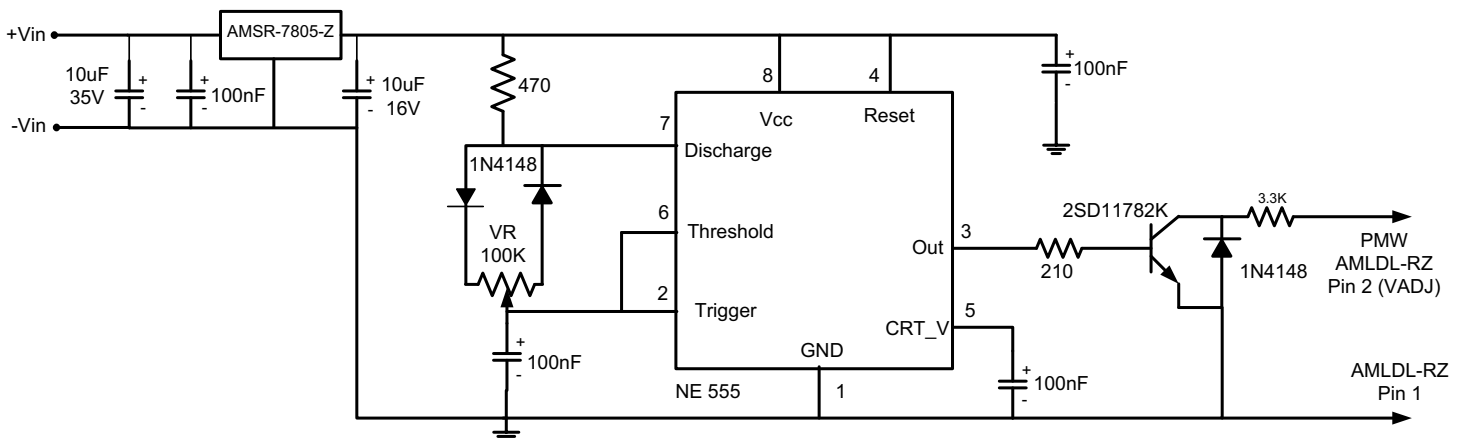 +Vin
AMSR-7805-Z
10uF
35V
+
-
+
100nF
-
+
10uF
-
16V
-Vin
470
8
4
+
100nF
-
Vcc
Reset
7
Discharge
1N4148
6
Threshold
VR
100K
2
Trigger
3
Out
210
2SD11782K
3.3K
1N4148
PMW
AMLDL-RZ
Pin 2 (VADJ)
5
CRT_V
GND
+
100nF
-
NE 555
1
+
100nF
-
AMLDL-RZ
Pin 1